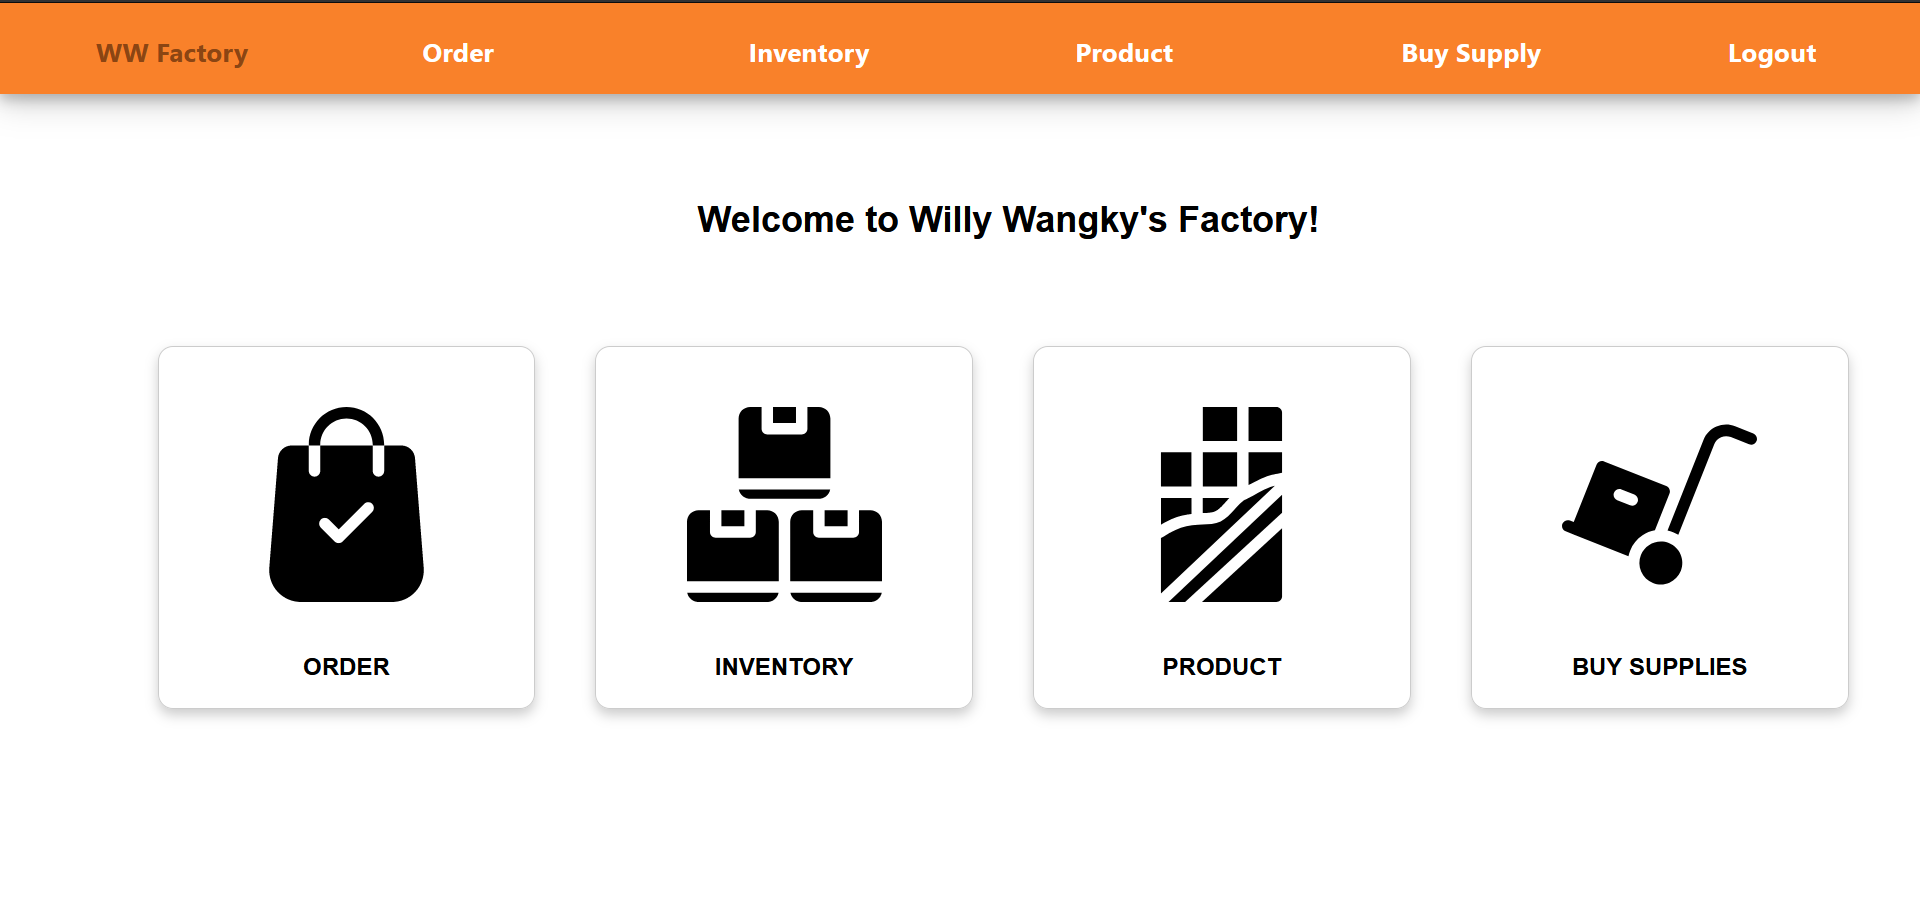 WW Factory Order Inventory Product Buy Supply Logout
Welcome to Willy Wangky's Factory!
ORDER INVENTORY PRODUCT BUY SUPPLIES